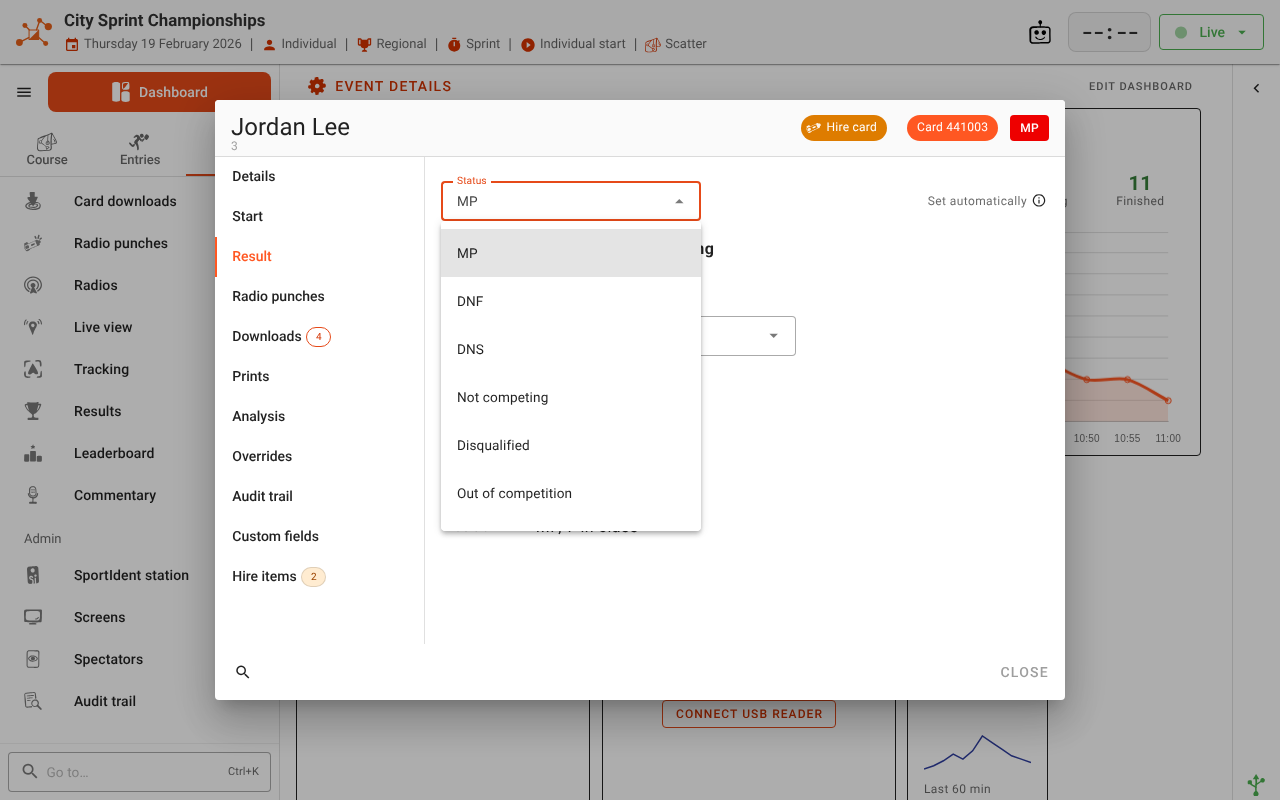 City Sprint Championships
Thursday 19 February 2026 | Individual | Regional | Sprint | Individual start | Scatter
--:--
Live
Dashboard
EVENT DETAILS
EDIT DASHBOARD
Course
Entries
Card downloads
Radio punches
Radios
Live view
Tracking
Results
Leaderboard
Commentary
Admin
SportIdent station
Screens
Spectators
Audit trail
Go to...
Ctrl+K
Jordan Lee
3
Hire card
Card 441003
MP
Details
Start
Result
Radio punches
Downloads 4
Prints
Analysis
Overrides
Audit trail
Custom fields
Hire items 2
Status
MP
Set automatically
MP
DNF
DNS
Not competing
Disqualified
Out of competition
CLOSE
11
Finished
10:50 10:55 11:00
CONNECT USB READER
Last 60 min